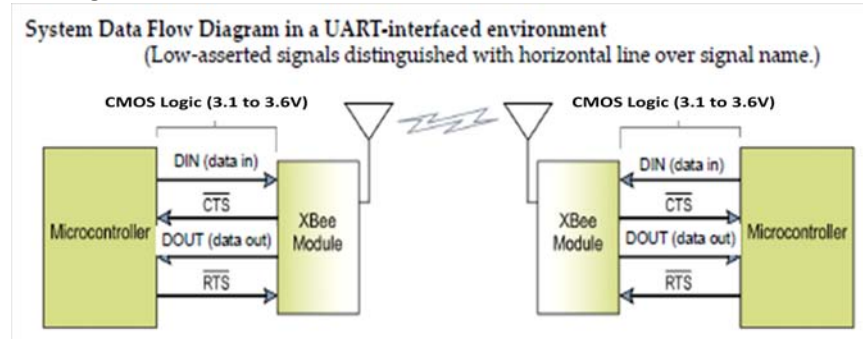 System Data Flow Diagram in a UART-interfaced environment
(Low-asserted signals distinguished with horizontal line over signal name.)
CMOS Logic (3.1 to 3.6V)
CMOS Logic (3.1 to 3.6V)
Microcontroller
DIN (data in)
CTS
DOUT (data out)
RTS
XBee
Module
XBee
Module
DIN (data in)
CTS
DOUT (data out)
RTS
Microcontroller